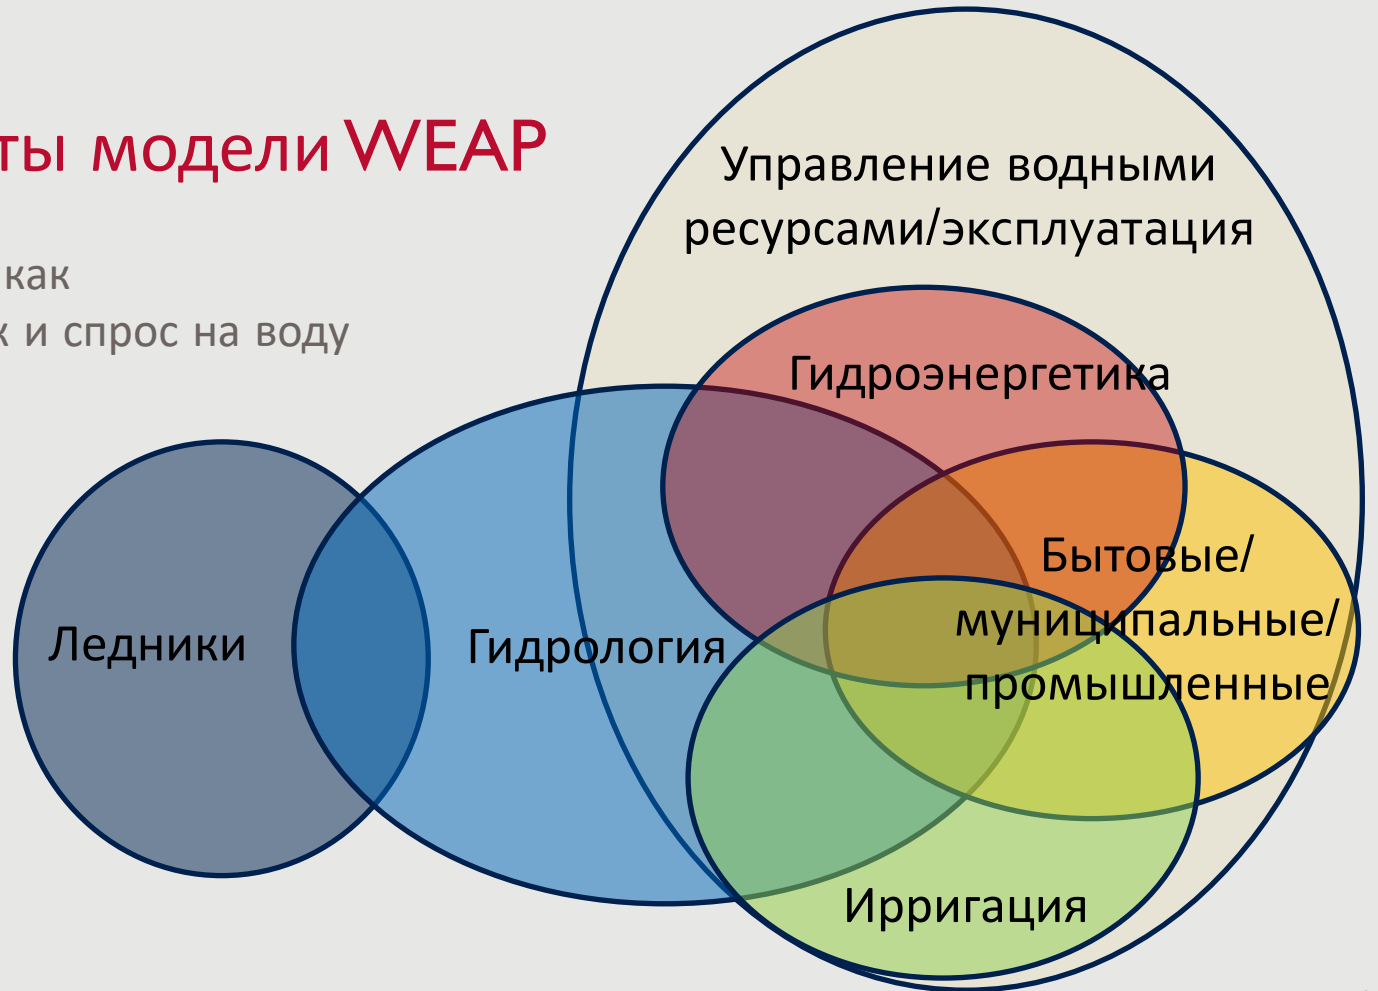 ты модели WEAP
как
к и спрос на воду
Управление водными
ресурсами/эксплуатация
Гидроэнергетика
Бытовые/
муниципальные/
промышленные
Ледники
Гидрология
Ирригация